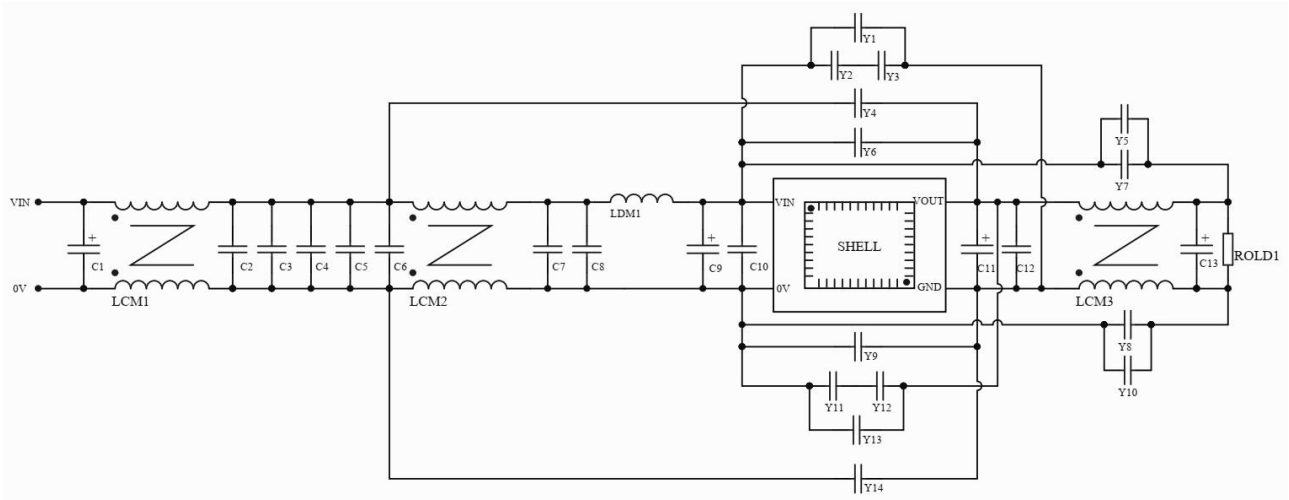 Y1
Y2 Y3
Y4
Y5
Y6
Y7
VIN VIN VOUT
LDM1
SHELL
C1 C2 C3 C4 C5 C6 C7 C8 C9 C10 C11 C12 C13 ROLD1
+ + + +
0V 0V GND
LCM1 LCM2 LCM3
Y8
Y9
Y10
Y11 Y12
Y13
Y14